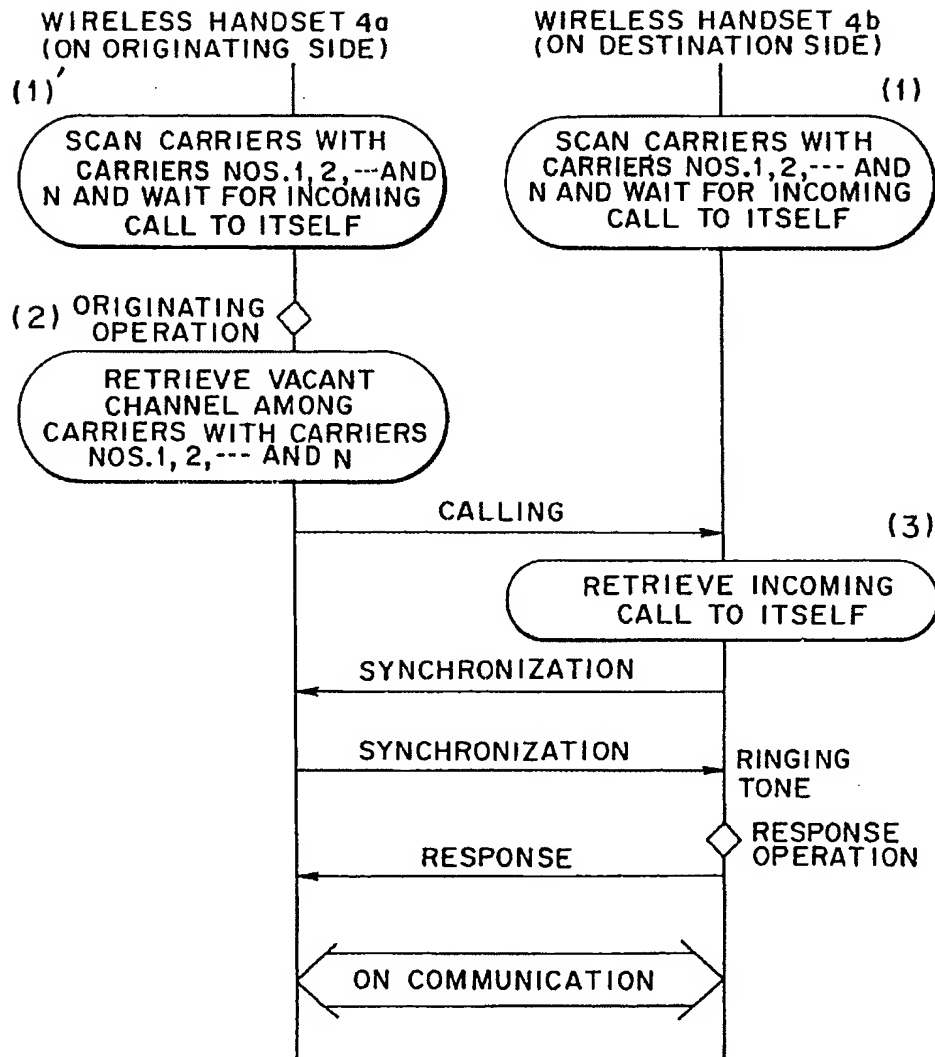 WIRELESS HANDSET 4a
(ON ORIGINATING SIDE)
WIRELESS HANDSET 4b
(ON DESTINATION SIDE)
(1)'
(1)
SCAN CARRIERS WITH
CARRIERS NOS.1, 2, --- AND
N AND WAIT FOR INCOMING
CALL TO ITSELF
SCAN CARRIERS WITH
CARRIERS NOS.1, 2, ---- AND
N AND WAIT FOR INCOMING
CALL TO ITSELF
(2)
ORIGINATING
OPERATION
RETRIEVE VACANT
CHANNEL AMONG
CARRIERS WITH CARRIERS
NOS.1, 2, --- AND N
CALLING
(3)
RETRIEVE INCOMING
CALL TO ITSELF
SYNCHRONIZATION
SYNCHRONIZATION
RINGING
TONE
RESPONSE
OPERATION
RESPONSE
ON COMMUNICATION